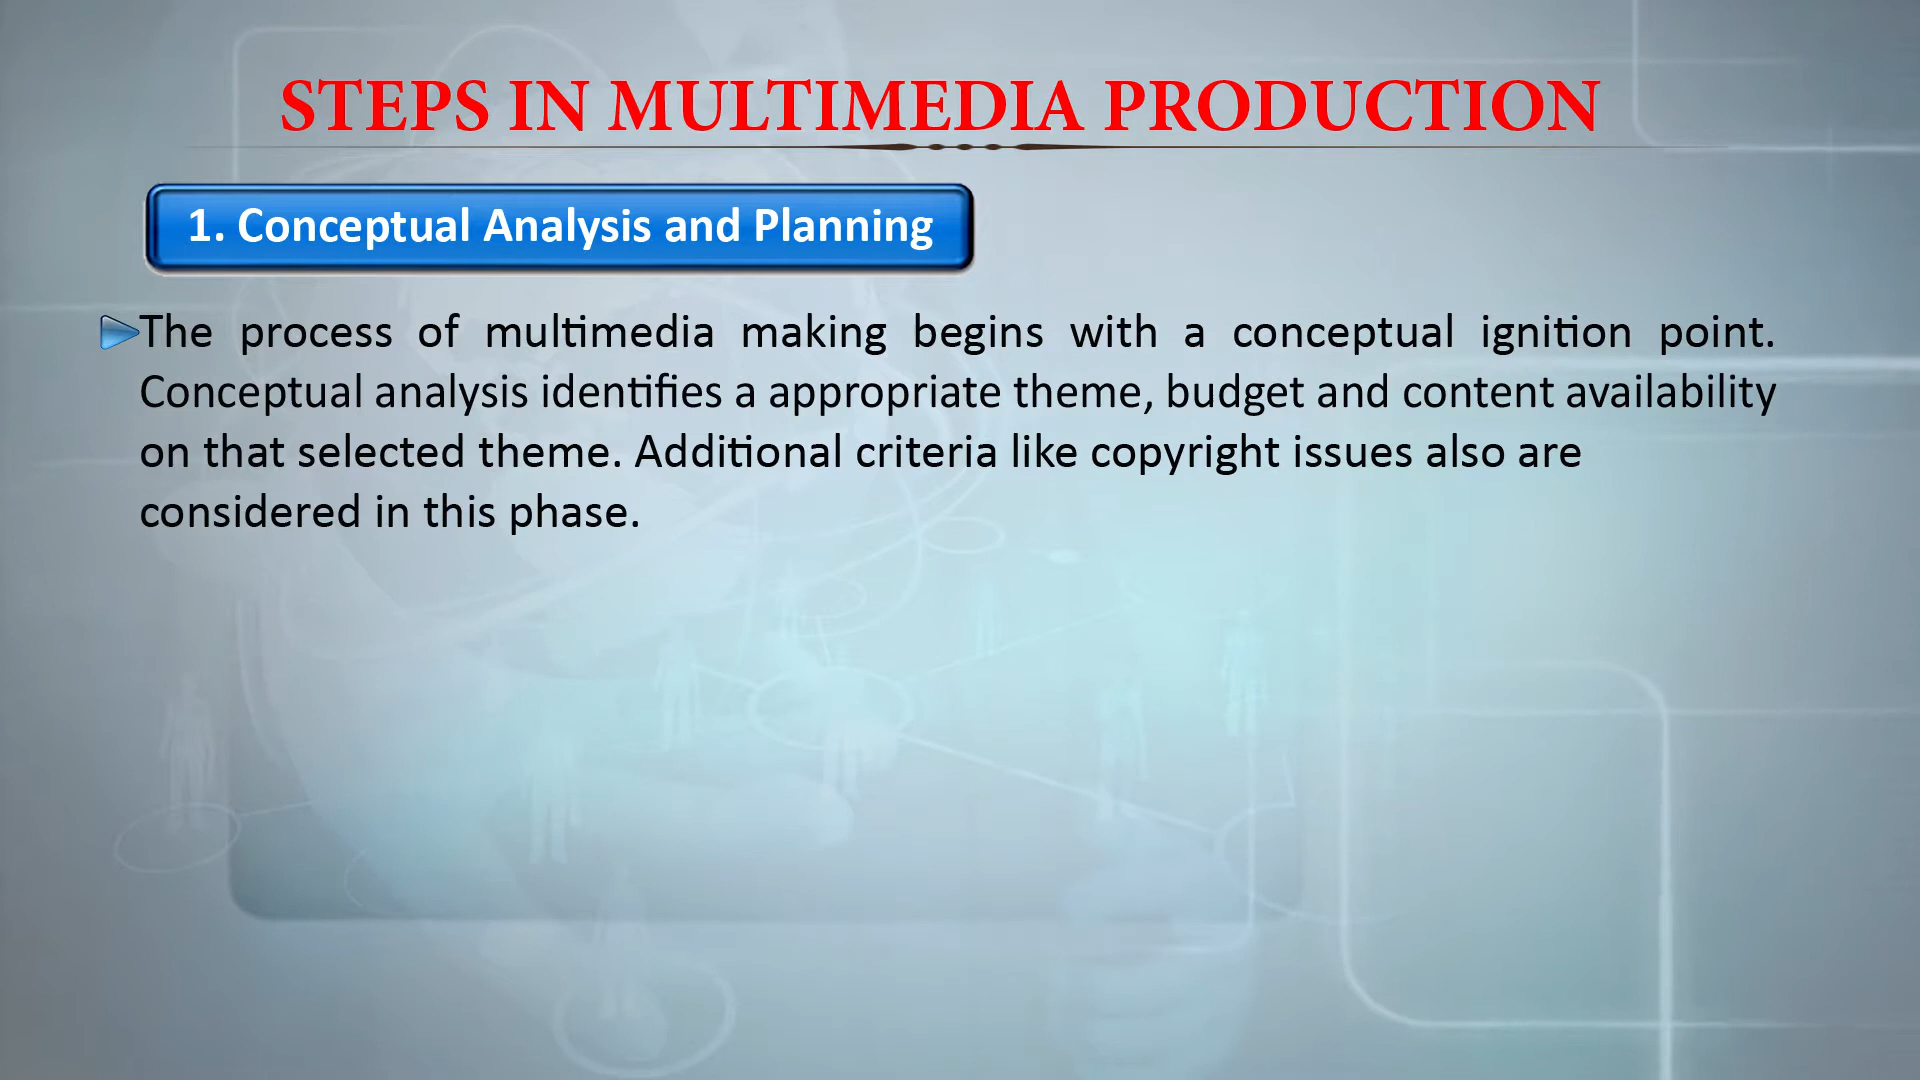 STEPS IN MULTIMEDIA PRODUCTION
1. Conceptual Analysis and Planning
The process of multimedia making begins with a conceptual ignition point.
Conceptual analysis identifies a appropriate theme, budget and content availability
on that selected theme. Additional criteria like copyright issues also are
considered in this phase.